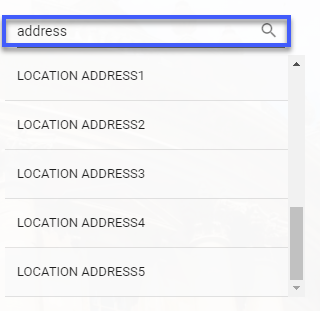 address
LOCATION ADDRESS1
LOCATION ADDRESS2
LOCATION ADDRESS3
LOCATION ADDRESS4
LOCATION ADDRESS5